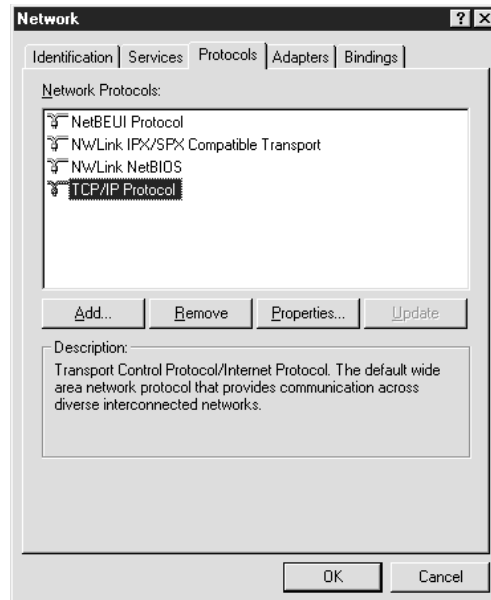 Network
? X
Identification Services Protocols Adapters Bindings
Network Protocols:
NetBEUI Protocol
NWLink IPX/SPX Compatible Transport
NWLink NetBIOS
TCP/IP Protocol
Add... Remove Properties... Update
Description:
Transport Control Protocol/Internet Protocol. The default wide
area network protocol that provides communication across
diverse interconnected networks.
OK Cancel